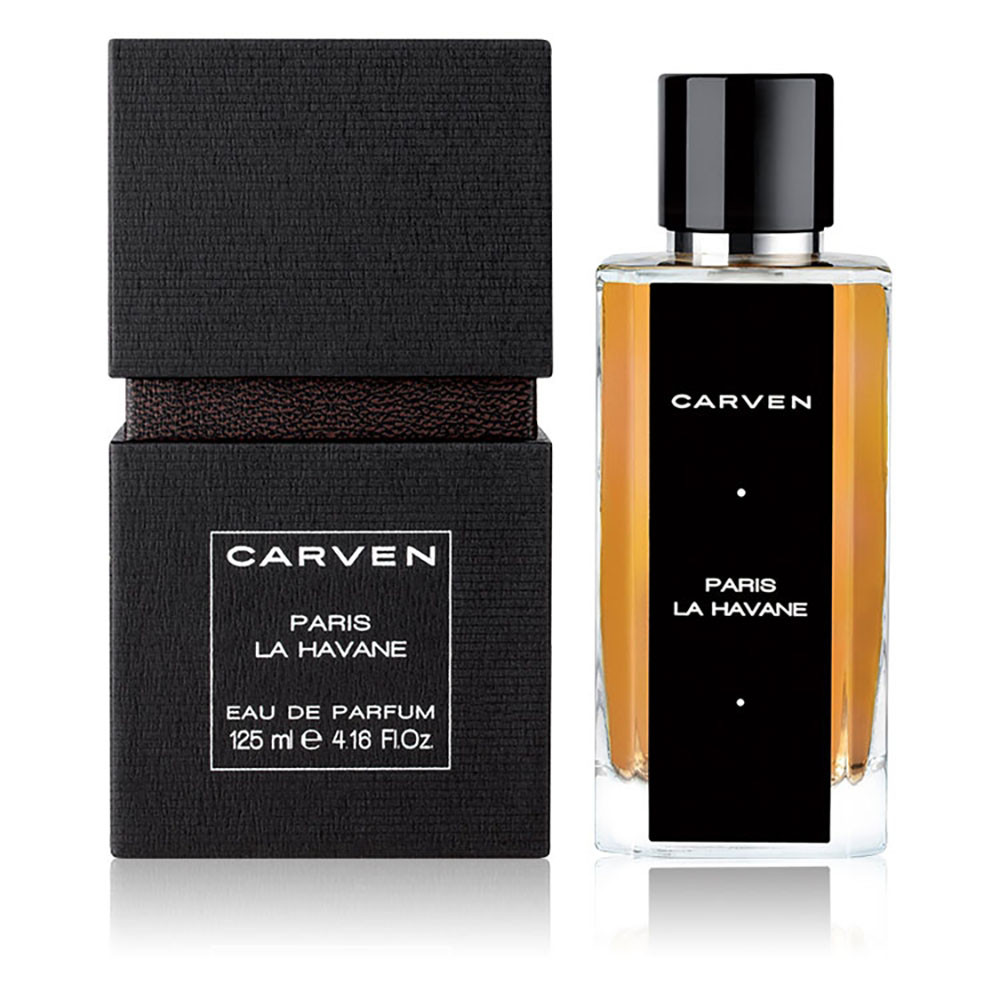 CARVEN
PARIS
LA HAVANE
EAU DE PARFUM
125 ml ℮ 4.16 Fl.Oz.
CARVEN
PARIS
LA HAVANE